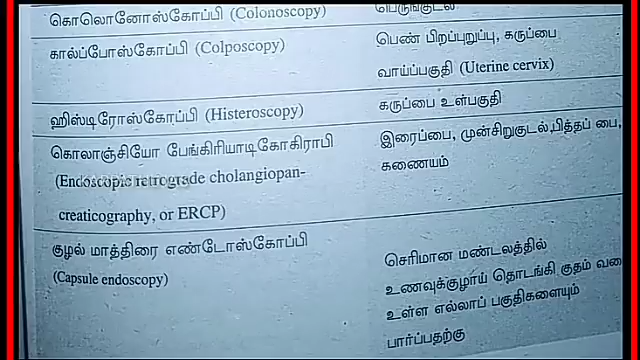 கொலொனோஸ்கோப்பி (Colonoscopy)
பெருங்குடல்
கால்ப்போஸ்கோப்பி (Colposcopy)
பெண் பிறப்புறுப்பு, கருப்பை
வாய்ப்பகுதி (Uterine cervix)
ஹிஸ்டிரோஸ்கோப்பி (Histeroscopy)
கருப்பை உள்பகுதி
கொலாஞ்சியோ பேங்கிரியாடிகோகிராபி
(Endoscopic retrograde cholangiopan-
creaticography, or ERCP)
இரைப்பை, முன்சிறுகுடல்,பித்தப் பை,
கணையம்
குழல் மாத்திரை எண்டோஸ்கோப்பி
(Capsule endoscopy)
செரிமான மண்டலத்தில்
உணவுக்குழாய் தொடங்கி குதம் வரை
உள்ள எல்லாப் பகுதிகளையும்
பார்ப்பதற்கு